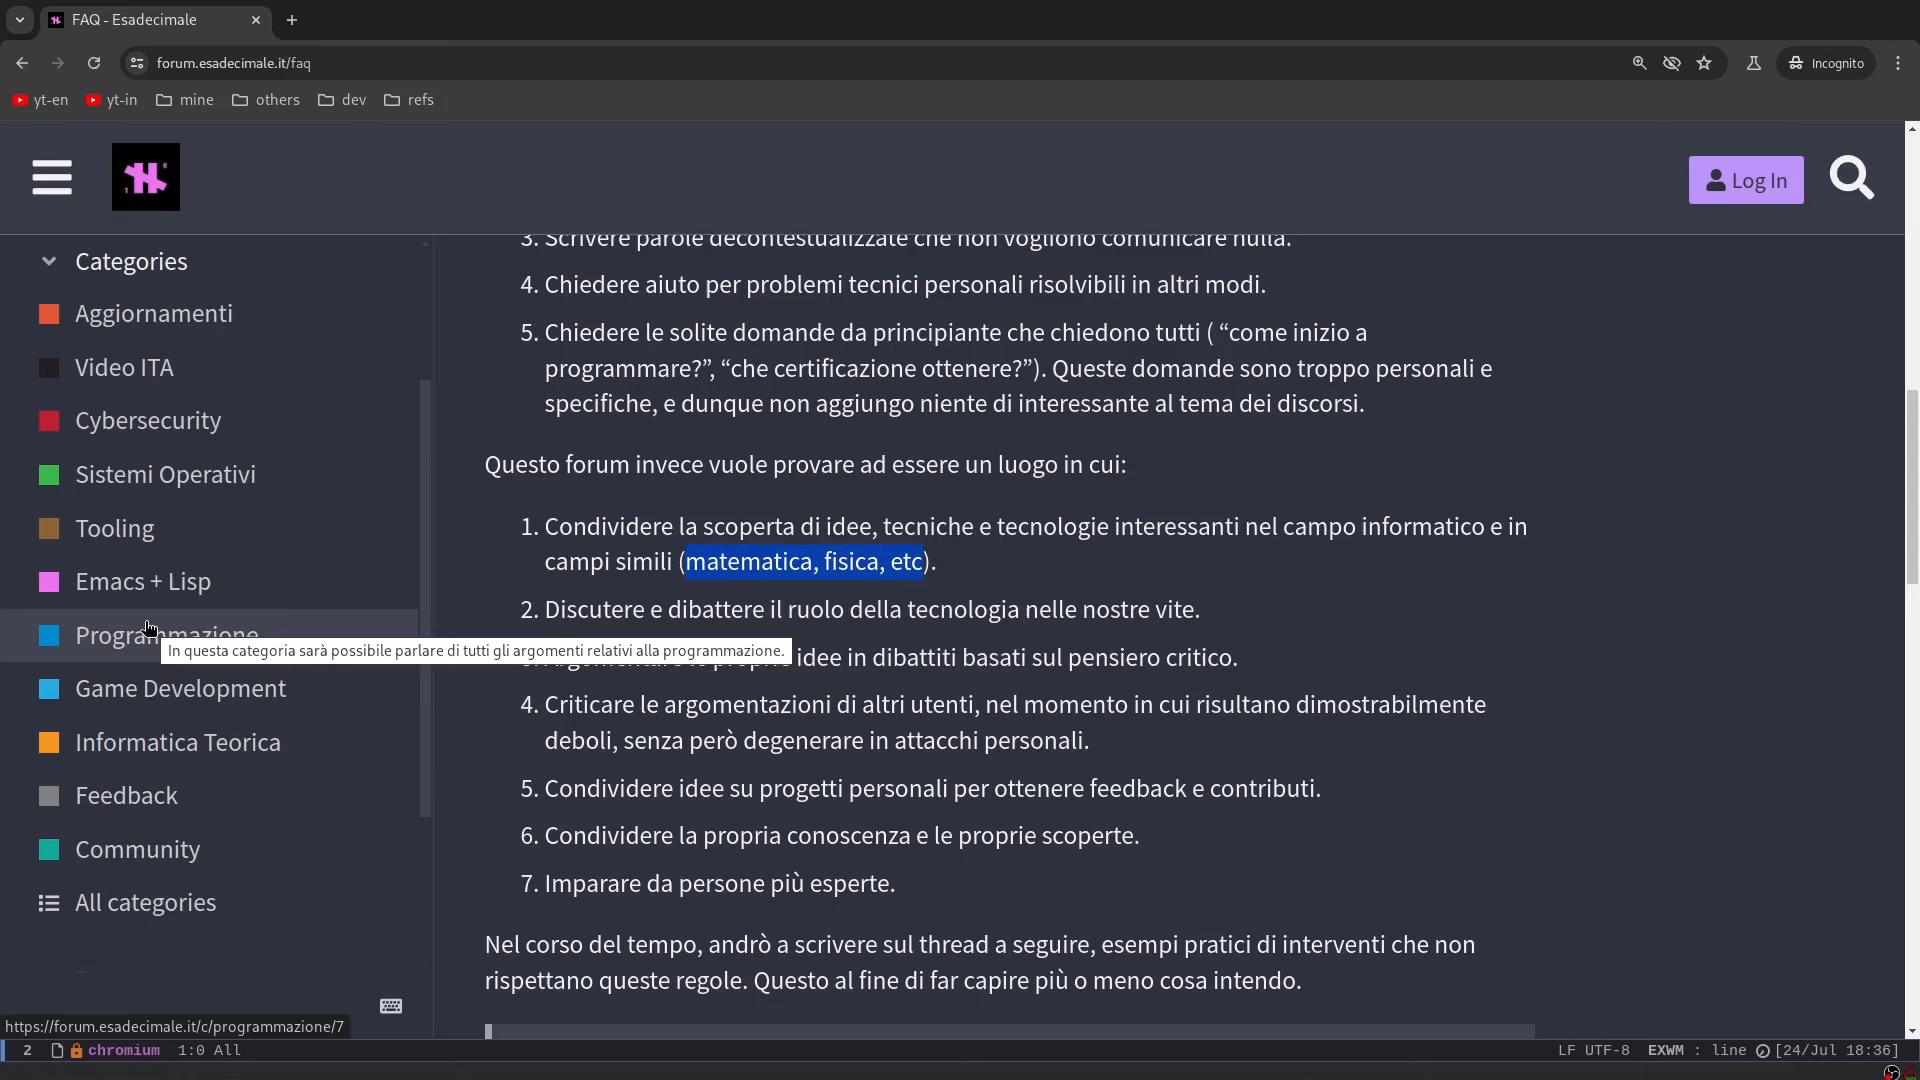 FAQ - Esadecimale
forum.esadecimale.it/faq
Incognito
yt-en
yt-in
mine
others
dev
refs
Log In
Categories
Aggiornamenti
Video ITA
Cybersecurity
Sistemi Operativi
Tooling
Emacs + Lisp
Programmazione
Game Development
Informatica Teorica
Feedback
Community
All categories
3. Scrivere parole decontestualizzate che non vogliono comunicare nulla.
4. Chiedere aiuto per problemi tecnici personali risolvibili in altri modi.
5. Chiedere le solite domande da principiante che chiedono tutti ( “come inizio a
programmare?”, “che certificazione ottenere?”). Queste domande sono troppo personali e
specifiche, e dunque non aggiungo niente di interessante al tema dei discorsi.
Questo forum invece vuole provare ad essere un luogo in cui:
1. Condividere la scoperta di idee, tecniche e tecnologie interessanti nel campo informatico e in
campi simili (matematica, fisica, etc).
2. Discutere e dibattere il ruolo della tecnologia nelle nostre vite.
In questa categoria sarà possibile parlare di tutti gli argomenti relativi alla programmazione.
idee in dibattiti basati sul pensiero critico.
4. Criticare le argomentazioni di altri utenti, nel momento in cui risultano dimostrabilmente
deboli, senza però degenerare in attacchi personali.
5. Condividere idee su progetti personali per ottenere feedback e contributi.
6. Condividere la propria conoscenza e le proprie scoperte.
7. Imparare da persone più esperte.
Nel corso del tempo, andrò a scrivere sul thread a seguire, esempi pratici di interventi che non
rispettano queste regole. Questo al fine di far capire più o meno cosa intendo.
https://forum.esadecimale.it/c/programmazione/7
2 chromium 1:0 All
LF UTF-8 EXWM : line [24/Jul 18:36]